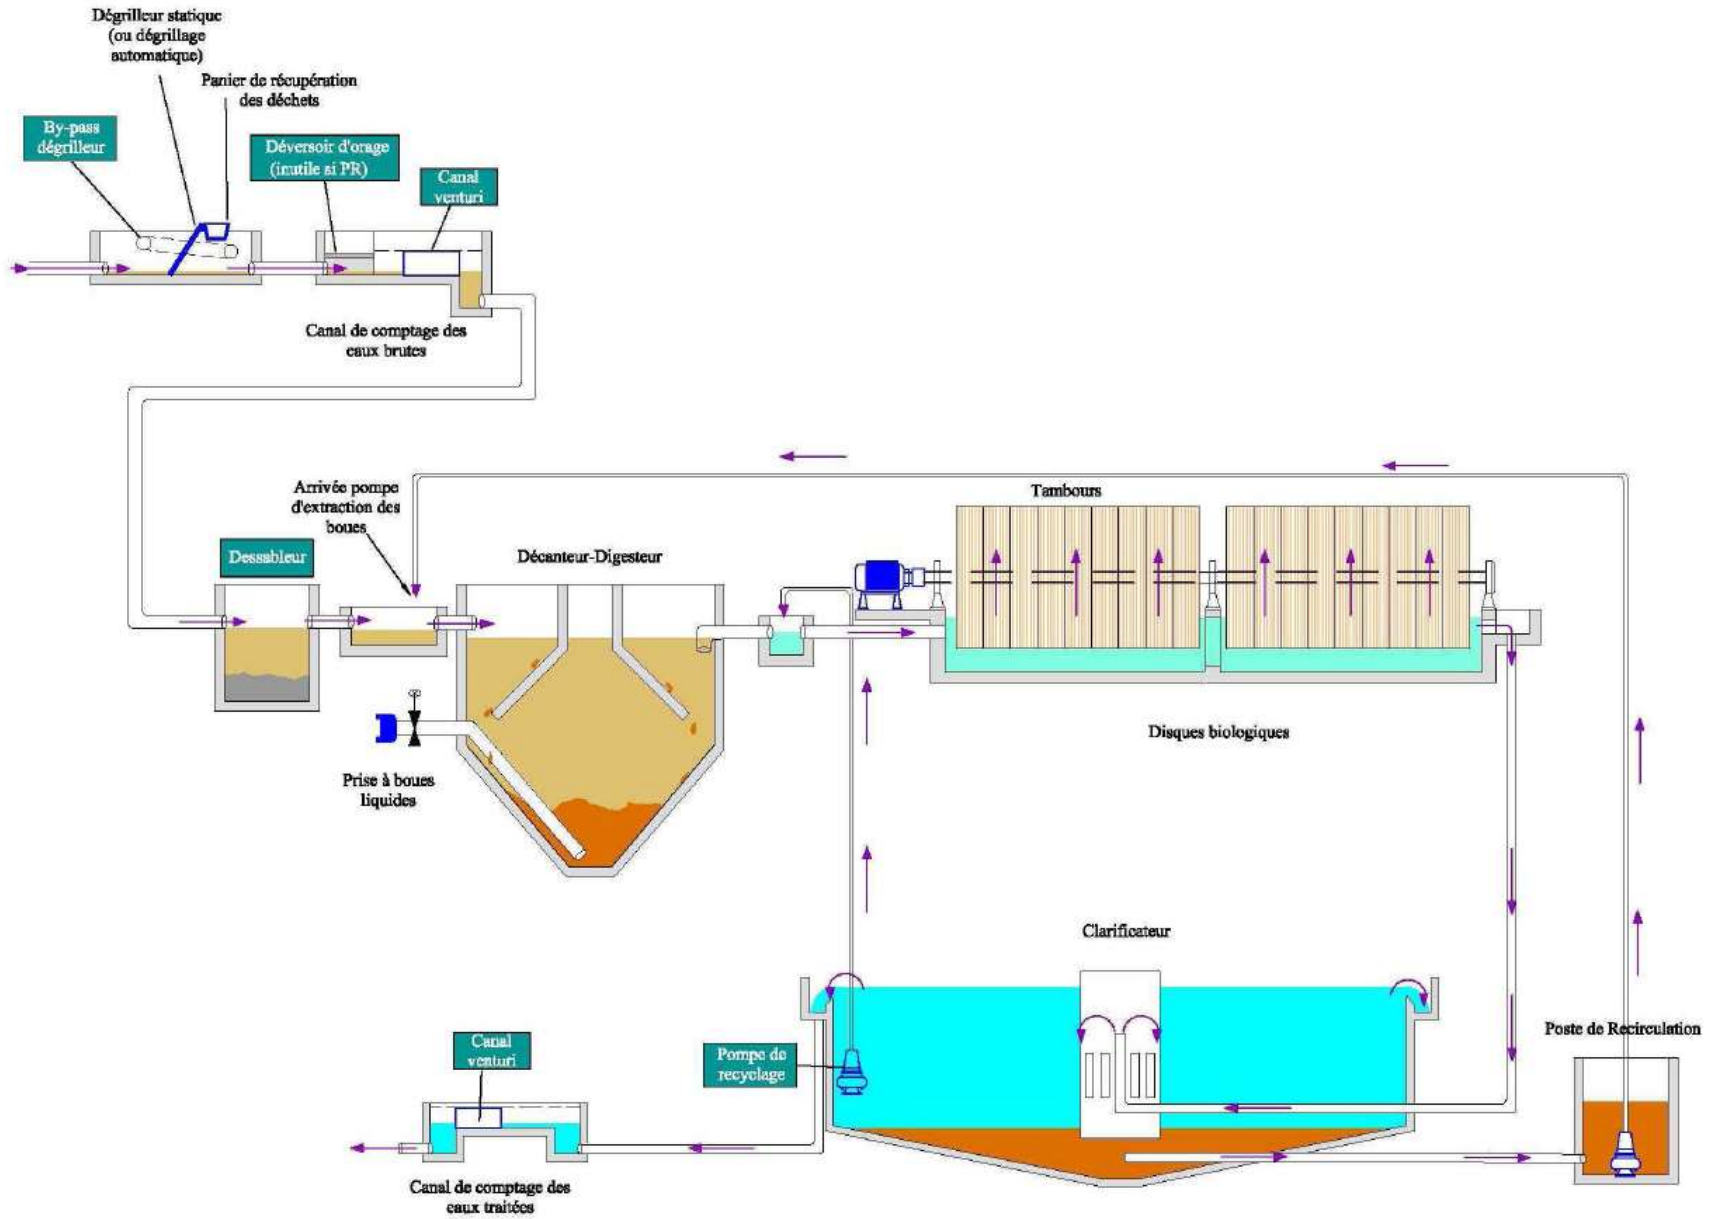 Dégrilleur statique
(ou dégrillage
automatique)
Panier de récupération
des déchets
By-pass
dégrilleur
Déversoir d'orage
(inutile si PR)
Canal
venturi
Canal de comptage des
eaux brutes
Arrivée pompe
d'extraction des
boues
Tambours
Dessableur
Décanteur-Digesteur
Disques biologiques
Prise à boues
liquides
Clarificateur
Poste de Recirculation
Canal
venturi
Pompe de
recyclage
Canal de comptage des
eaux traitées